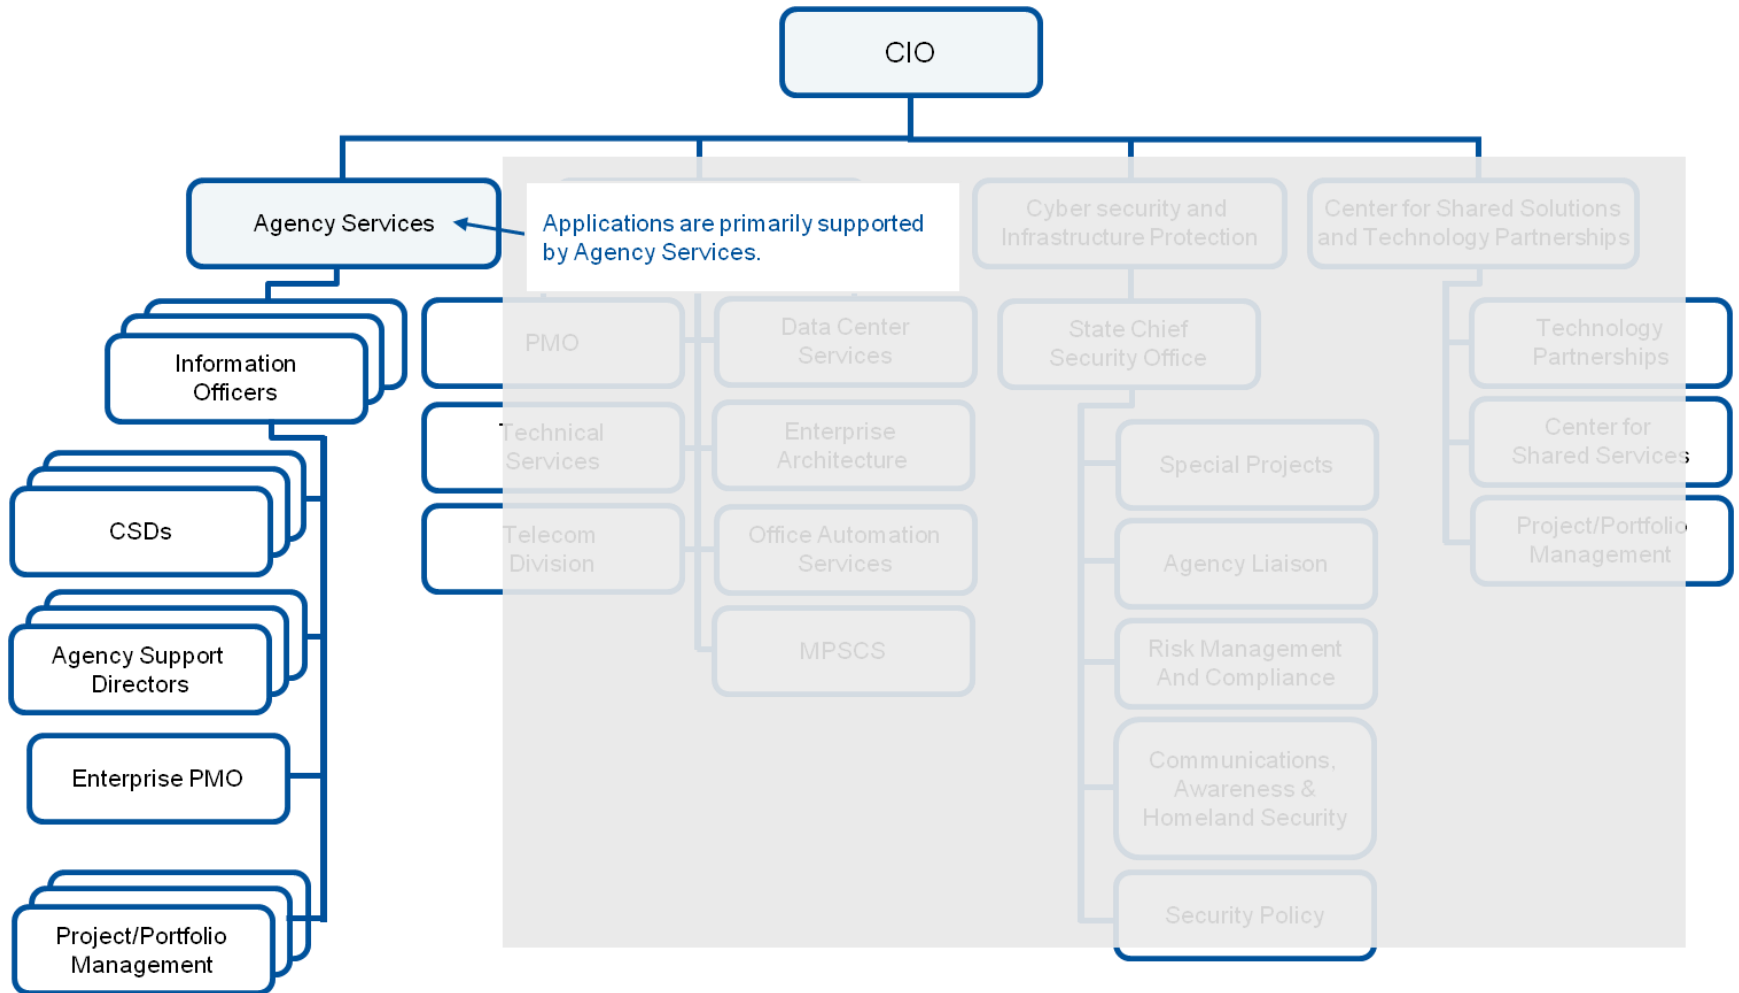 CIO
Agency Services
Applications are primarily supported
by Agency Services.
Cyber security and
Infrastructure Protection
Center for Shared Solutions
and Technology Partnerships
Information
Officers
PMO
Data Center
Services
State Chief
Security Office
Technology
Partnerships
Technical
Services
Enterprise
Architecture
Special Projects
Center for
Shared Services
CSDs
Telecom
Division
Office Automation
Services
Agency Liaison
Project/Portfolio
Management
Agency Support
Directors
MPSCS
Risk Management
And Compliance
Enterprise PMO
Communications,
Awareness &
Homeland Security
Project/Portfolio
Management
Security Policy